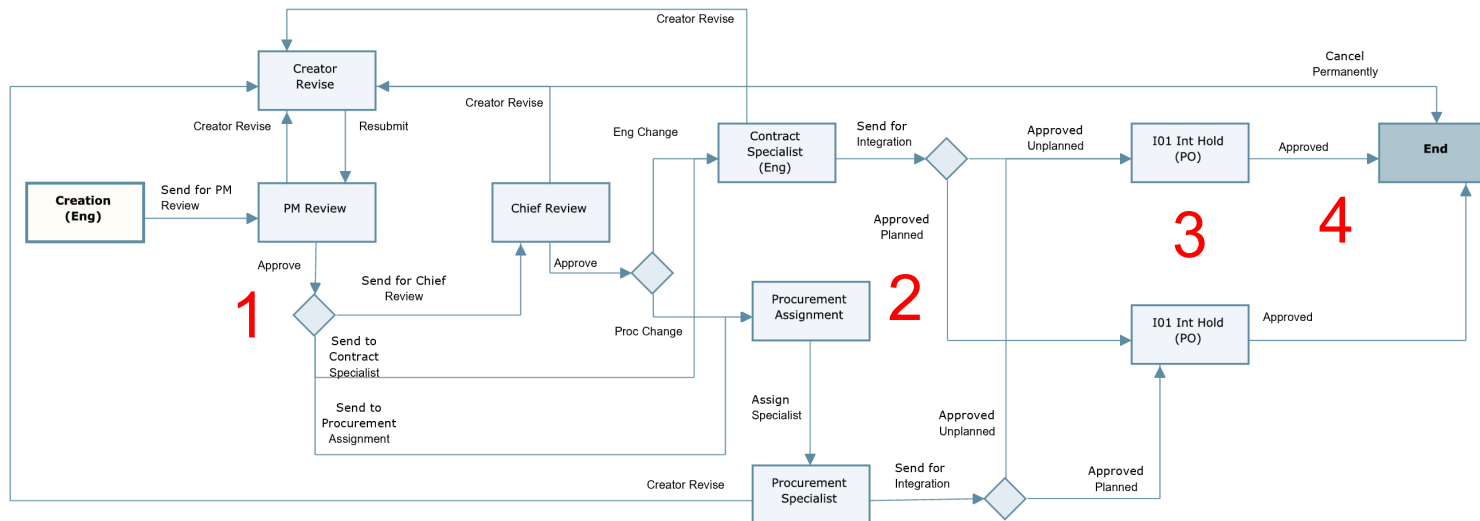 Creator Revise
Cancel
Permanently
Creator
Revise
Creator Revise
Creator Revise
Resubmit
Eng Change
Contract
Specialist
(Eng)
Send for
Integration
Approved
Unplanned
I01 Int Hold
(PO)
Approved
End
Creation
(Eng)
Send for PM
Review
PM Review
Chief Review
Approved
Planned
3
4
Approve
Send for Chief
Review
Approve
1
Proc Change
Procurement
Assignment
2
I01 Int Hold
(PO)
Approved
Send to
Contract
Specialist
Send to
Procurement
Assignment
Assign
Specialist
Approved
Unplanned
Creator Revise
Procurement
Specialist
Send for
Integration
Approved
Planned